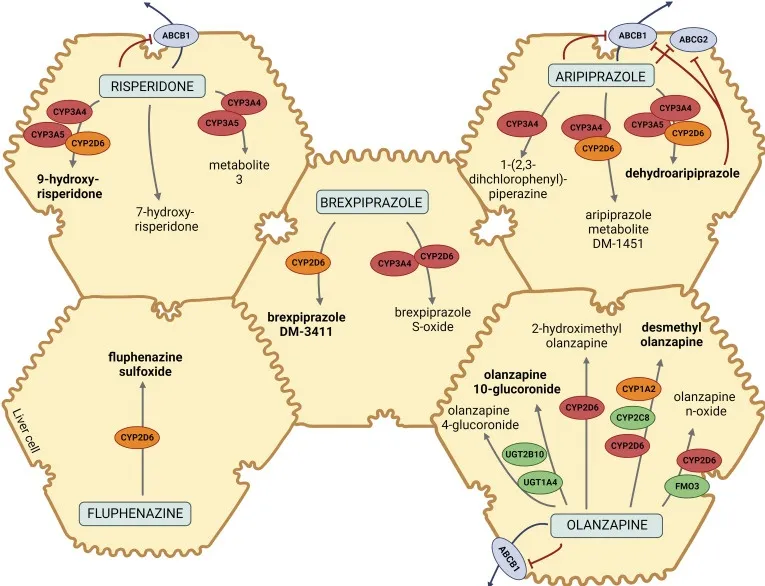 ABCB1
RISPERIDONE
CYP3A4
CYP3A5
CYP2D6
CYP3A4
CYP3A5
9-hydroxy-
risperidone
metabolite
3
7-hydroxy-
risperidone
ABCB1
ABCG2
ARIPIPRAZOLE
CYP3A4
CYP3A4
CYP2D6
CYP3A4
CYP3A5
CYP2D6
1-(2,3-
dihchlorophenyl)-
piperazine
dehydroaripiprazole
aripiprazole
metabolite
DM-1451
BREXPIPRAZOLE
CYP2D6
CYP3A4
CYP2D6
brexpiprazole
DM-3411
brexpiprazole
S-oxide
fluphenazine
sulfoxide
CYP2D6
Liver cell
FLUPHENAZINE
2-hydroximethyl
olanzapine
desmethyl
olanzapine
olanzapine
10-glucoronide
olanzapine
4-glucoronide
olanzapine
n-oxide
CYP1A2
CYP2C8
CYP2D6
CYP2D6
UGT2B10
UGT1A4
CYP2D6
FMO3
OLANZAPINE
ABCB1